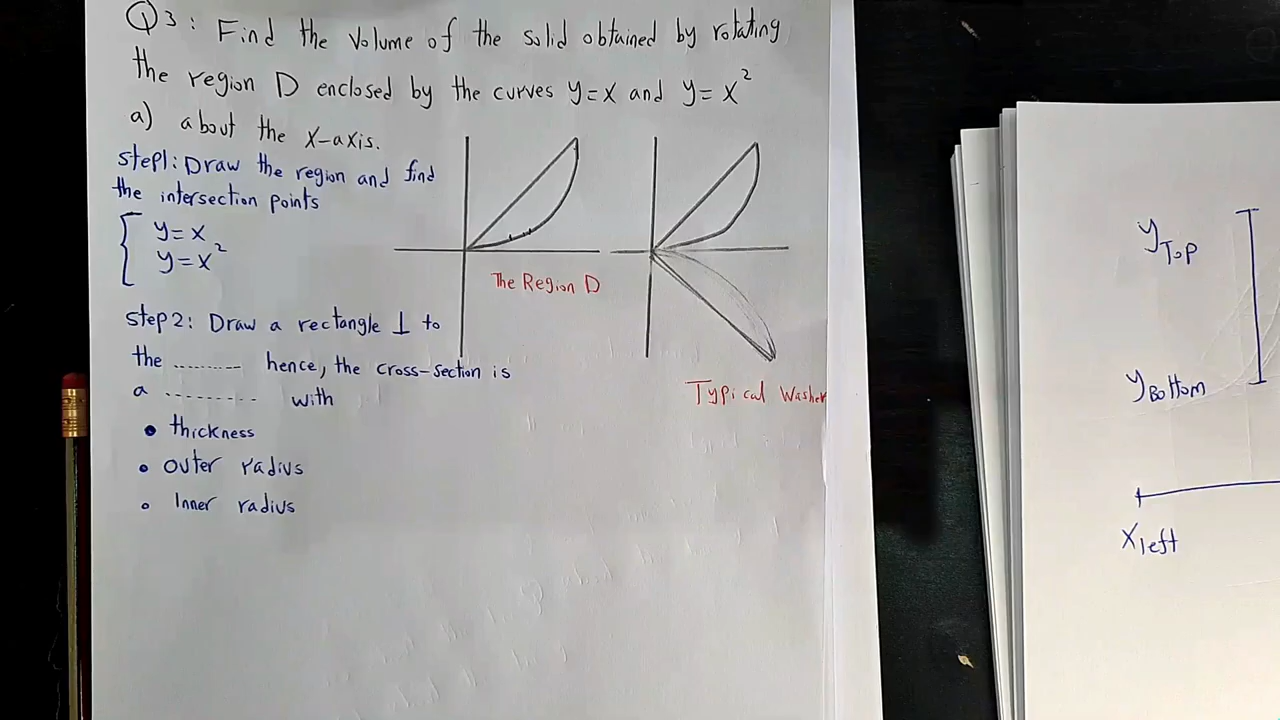 Q3: Find the Volume of the solid obtained by rotating
the region D enclosed by the curves y=x and y=x²
a) about the x-axis.
step1: Draw the region and find
the intersection points
y=x
y=x²
The Region D
step2: Draw a rectangle ⊥ to
the ......... hence, the cross-section is
a ......... with
Typical Washer
• thickness
• outer radius
• Inner radius
y Top
y Bottom
x left